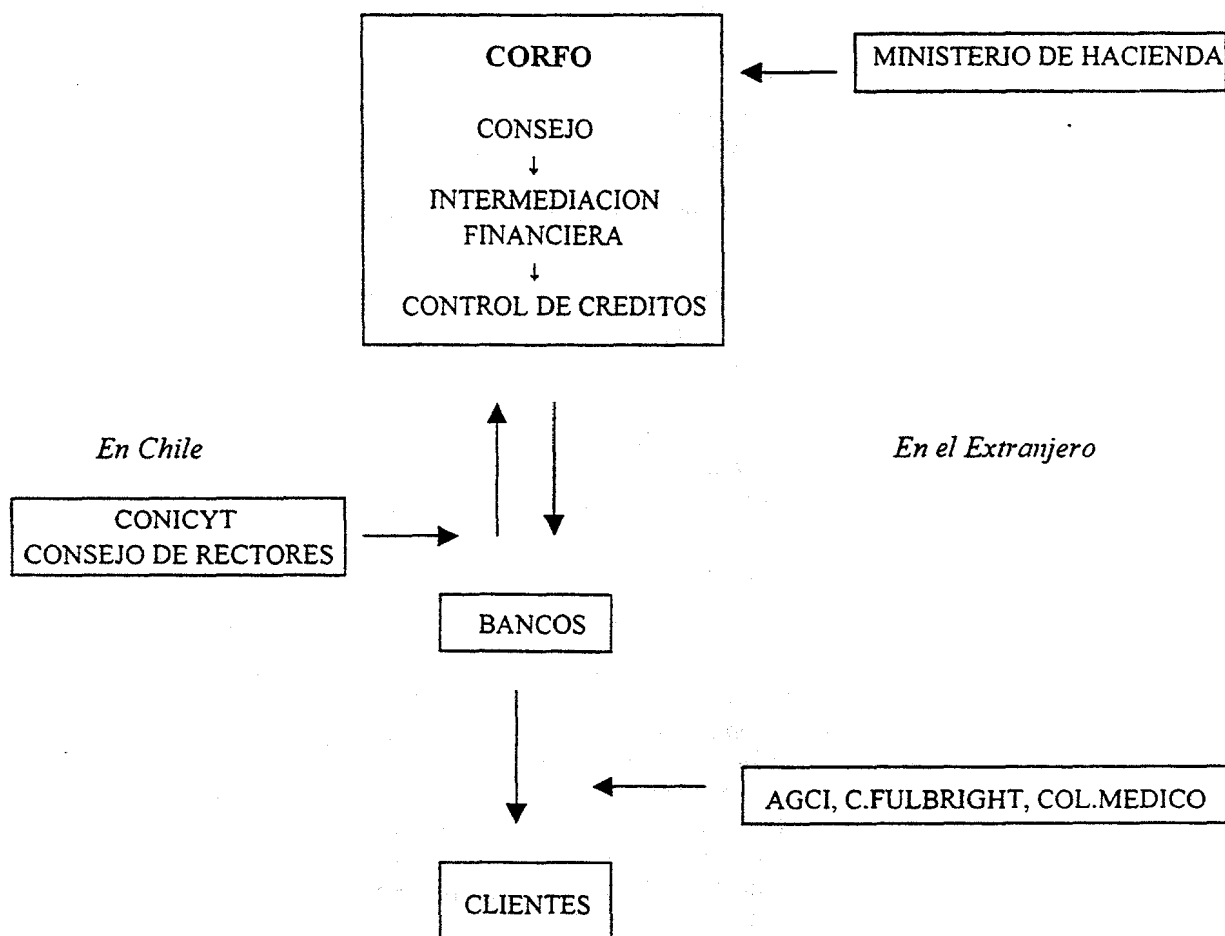 CORFO
MINISTERIO DE HACIENDA
CONSEJO
↓
INTERMEDIACION
FINANCIERA
↓
CONTROL DE CREDITOS
En Chile
En el Extranjero
CONICYT
CONSEJO DE RECTORES
BANCOS
AGCI, C.FULBRIGHT, COL.MEDICO
CLIENTES